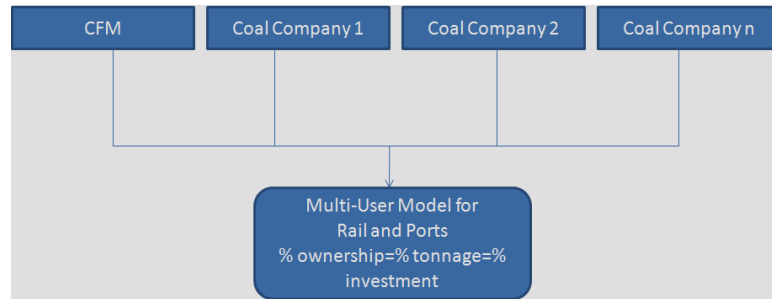 CFM
Coal Company 1
Coal Company 2
Coal Company n
Multi-User Model for
Rail and Ports
% ownership=% tonnage=%
investment